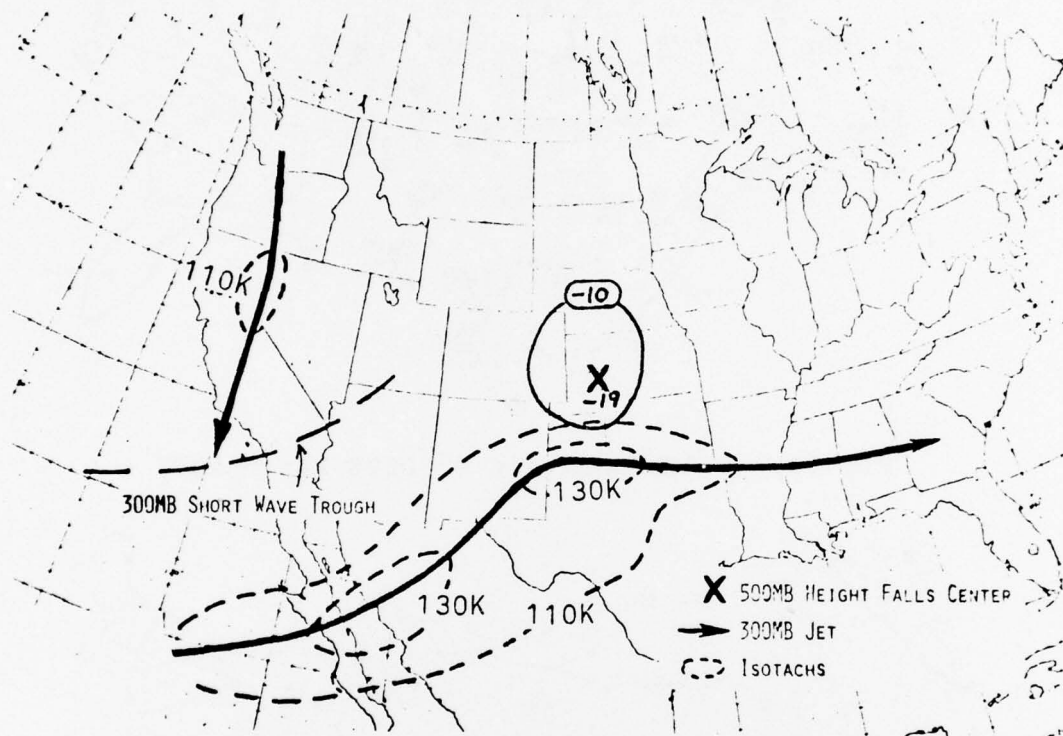 110K
-10
X
-19
300MB SHORT WAVE TROUGH
130K
130K
110K
X 500MB HEIGHT FALLS CENTER
300MB JET
ISOTACHS